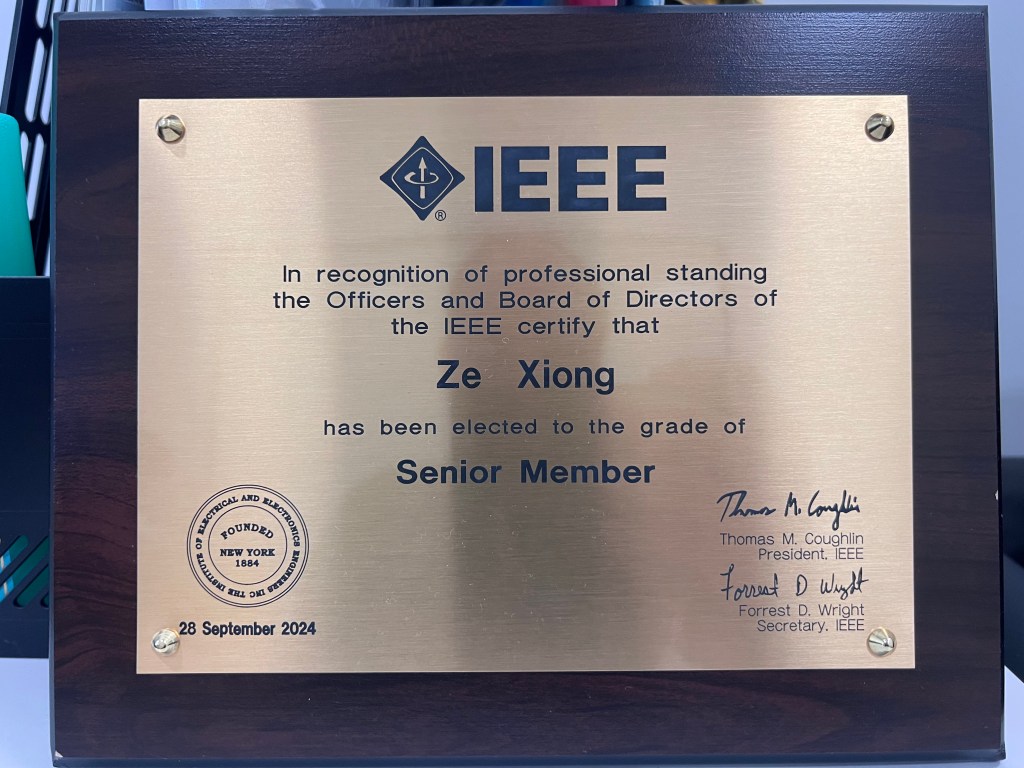 IEEE
®
In recognition of professional standing
the Officers and Board of Directors of
the IEEE certify that
Ze Xiong
has been elected to the grade of
Senior Member
THE INSTITUTE OF ELECTRICAL AND ELECTRONICS ENGINEERS INC
FOUNDED
NEW YORK
1884
28 September 2024
Thomas M. Coughlin
Thomas M. Coughlin
President, IEEE
Forrest D Wright
Forrest D. Wright
Secretary, IEEE